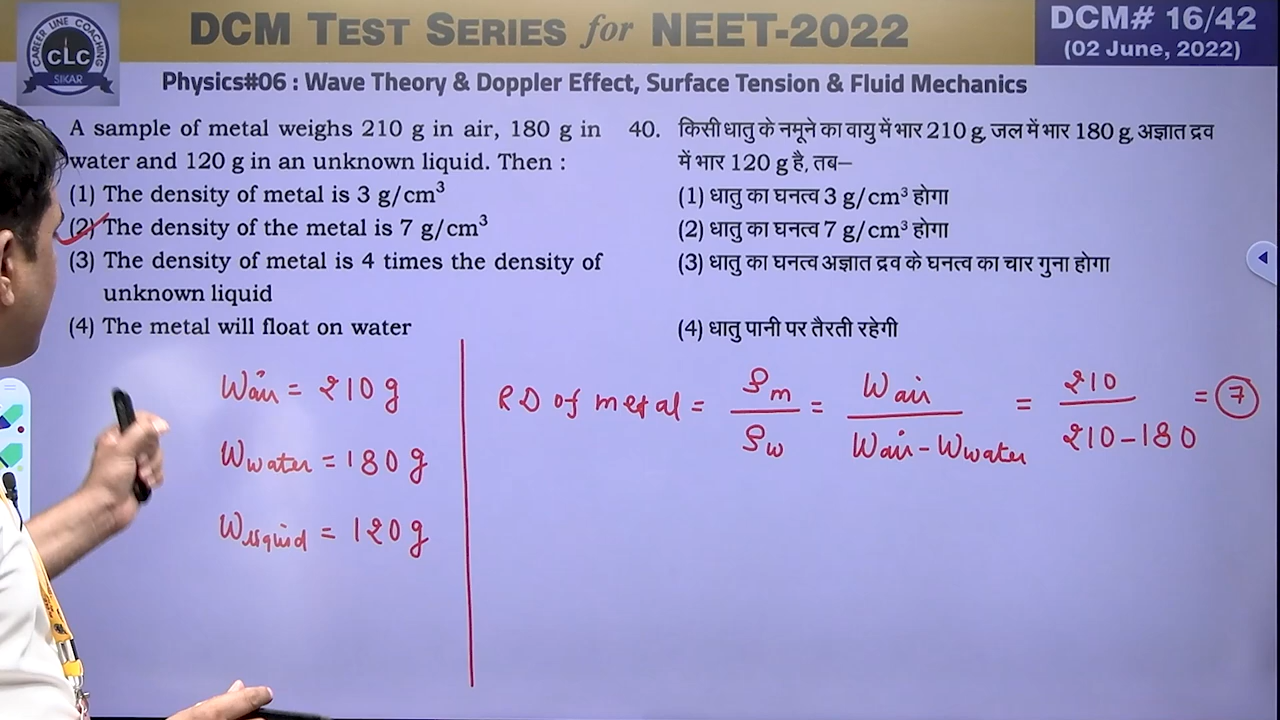 CAREER LINE COACHING
CLC
SIKAR
DCM TEST SERIES for NEET-2022
DCM# 16/42
(02 June, 2022)
Physics#06 : Wave Theory & Doppler Effect, Surface Tension & Fluid Mechanics
A sample of metal weighs 210 g in air, 180 g in
water and 120 g in an unknown liquid. Then :
(1) The density of metal is 3 g/cm³
(2) The density of the metal is 7 g/cm³
(3) The density of metal is 4 times the density of
unknown liquid
(4) The metal will float on water
40. किसी धातु के नमूने का वायु में भार 210 g, जल में भार 180 g, अज्ञात द्रव
में भार 120 g है, तब–
(1) धातु का घनत्व 3 g/cm³ होगा
(2) धातु का घनत्व 7 g/cm³ होगा
(3) धातु का घनत्व अज्ञात द्रव के घनत्व का चार गुना होगा
(4) धातु पानी पर तैरती रहेगी
Wair = 210 g
Wwater = 180 g
Wliquid = 120 g
RD of metal = ρm / ρw = Wair / Wair - Wwater = 210 / 210 - 180 = 7